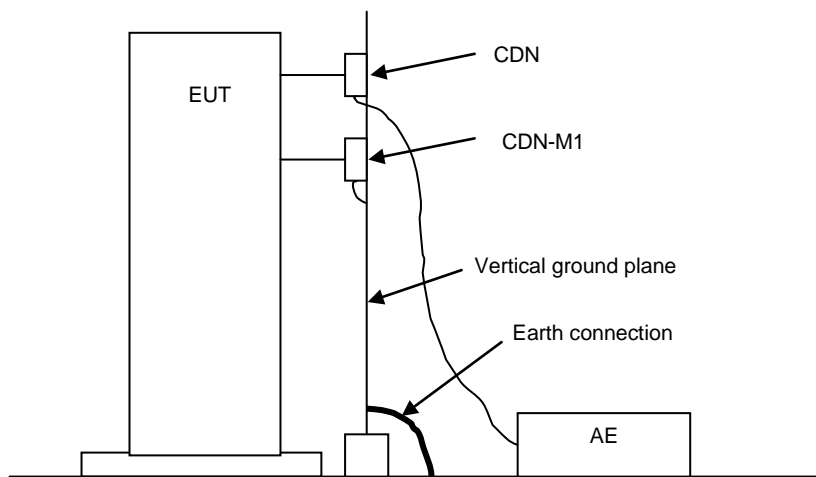 CDN
EUT
CDN-M1
Vertical ground plane
Earth connection
AE